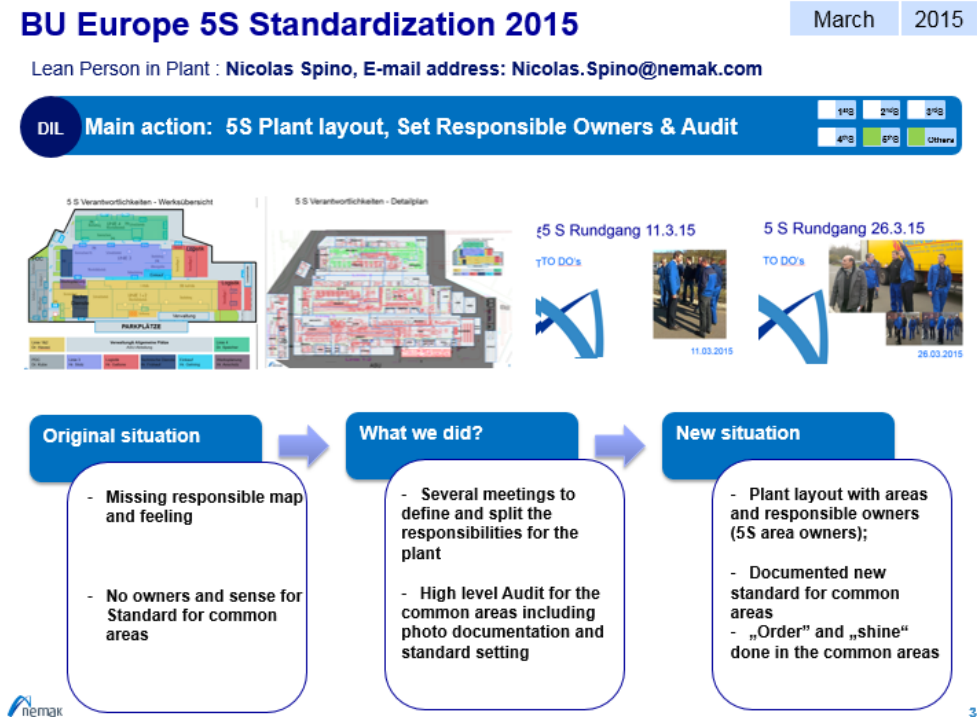 BU Europe 5S Standardization 2015
March 2015
Lean Person in Plant : Nicolas Spino, E-mail address: Nicolas.Spino@nemak.com
DIL
Main action: 5S Plant layout, Set Responsible Owners & Audit
1stS 2ndS 3rdS
4thS 5thS Others
5 S Verantwortlichkeiten - Werksübersicht
PARKPLÄTZE
5 S Verantwortlichkeiten - Detailplan
5 S Rundgang 11.3.15
TO DO's
11.03.2015
5 S Rundgang 26.3.15
TO DO's
26.03.2015
Original situation
- Missing responsible map
and feeling
- No owners and sense for
Standard for common
areas
What we did?
- Several meetings to
define and split the
responsibilities for the
plant
- High level Audit for the
common areas including
photo documentation and
standard setting
New situation
- Plant layout with areas
and responsible owners
(5S area owners);
- Documented new
standard for common
areas
- „Order” and „shine“
done in the common areas
nemak
3